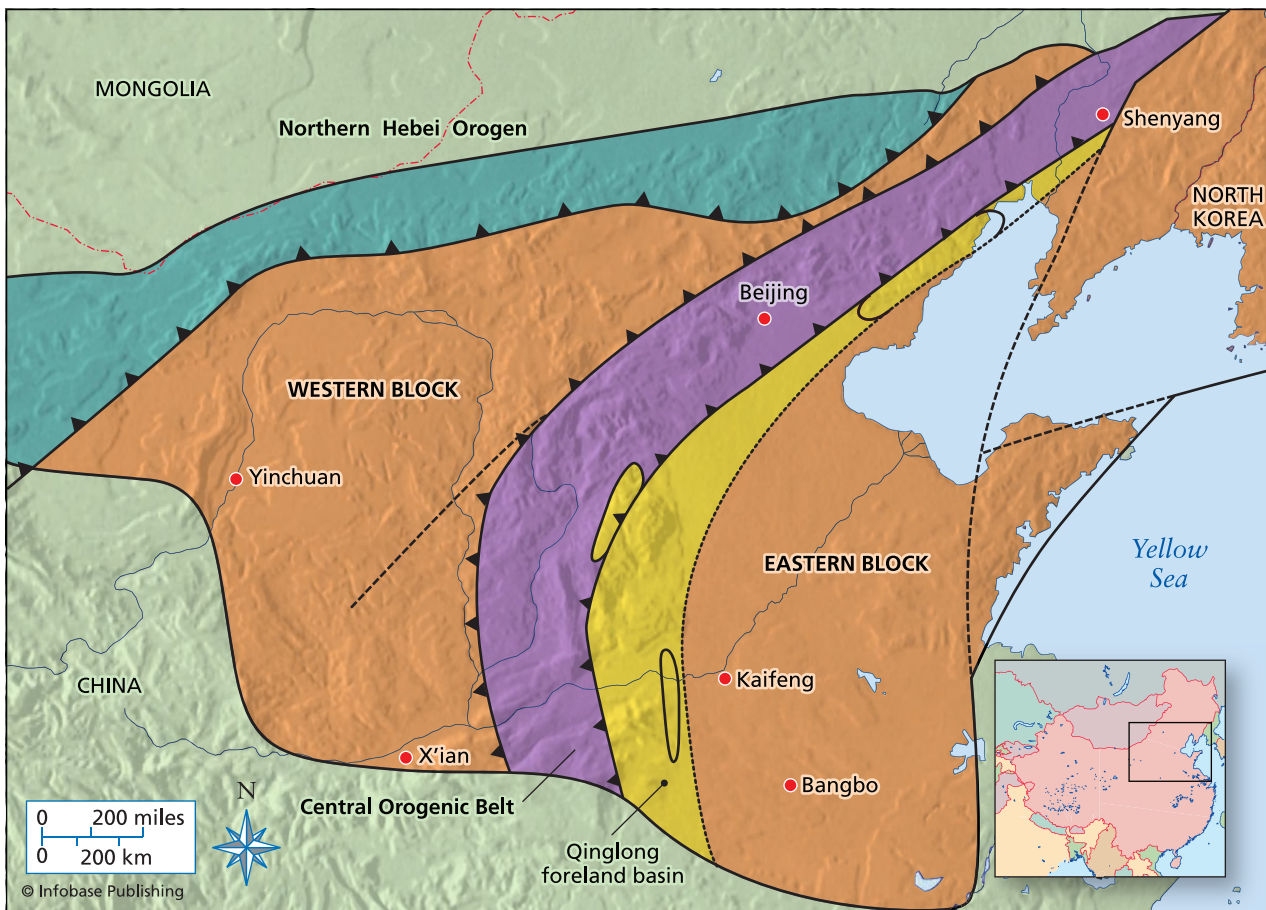 MONGOLIA
Northern Hebei Orogen
Shenyang
NORTH
KOREA
Beijing
WESTERN BLOCK
Yinchuan
EASTERN BLOCK
Yellow
Sea
CHINA
Kaifeng
X'ian
Bangbo
N
Central Orogenic Belt
0 200 miles
0 200 km
Qinglong
foreland basin
© Infobase Publishing